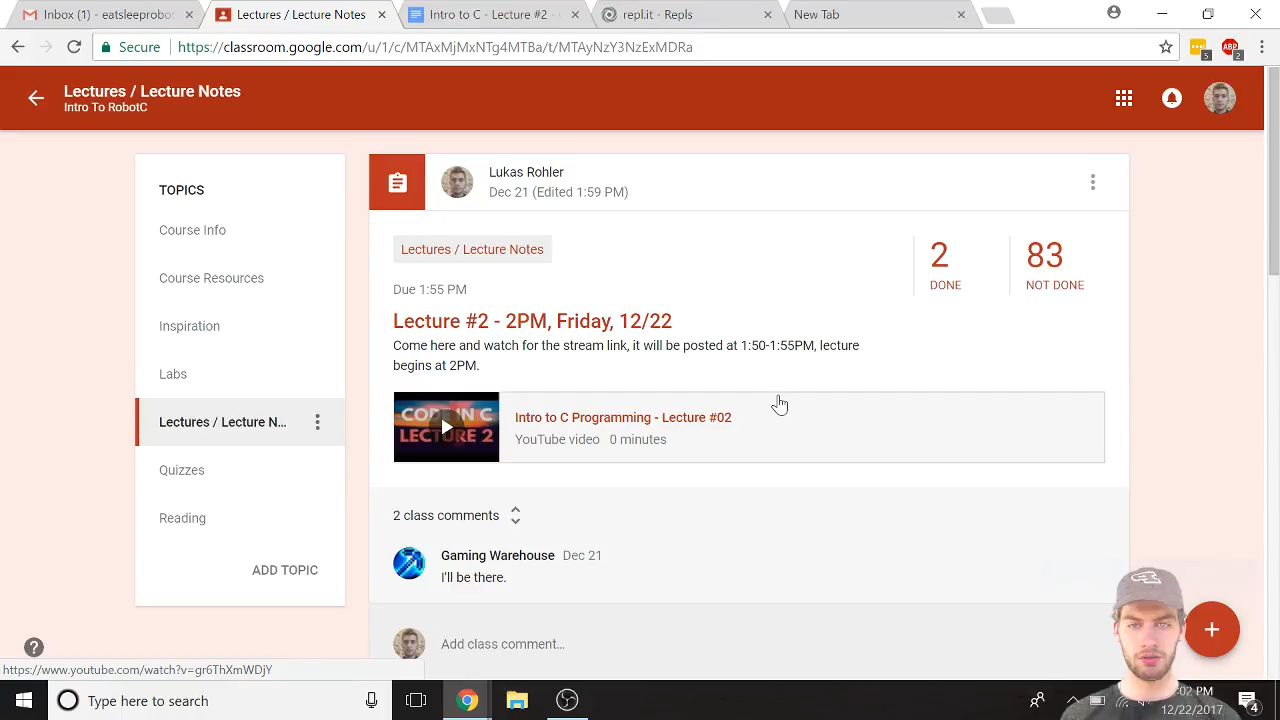 Inbox (1) - eatsleeprobo
Lectures / Lecture Notes
Intro to C - Lecture #2 -
repl.it - Repls
New Tab
Secure
https://classroom.google.com/u/1/c/MTAxMjMxNTg4MTBa/t/MTAyNzY3NzExMDRa
5
ABP
2
Lectures / Lecture Notes
Intro To RobotC
TOPICS
Course Info
Course Resources
Inspiration
Labs
Lectures / Lecture N...
Quizzes
Reading
ADD TOPIC
Lukas Rohler
Dec 21 (Edited 1:59 PM)
Lectures / Lecture Notes
2
DONE
83
NOT DONE
Due 1:55 PM
Lecture #2 - 2PM, Friday, 12/22
Come here and watch for the stream link, it will be posted at 1:50-1:55PM, lecture
begins at 2PM.
CODE IN C
LECTURE 2
Intro to C Programming - Lecture #02
YouTube video 0 minutes
2 class comments
Gaming Warehouse Dec 21
I'll be there.
Add class comment...
+
?
https://www.youtube.com/watch?v=gr6ThXmWDjY
Type here to search
:02 PM
12/22/2017
4